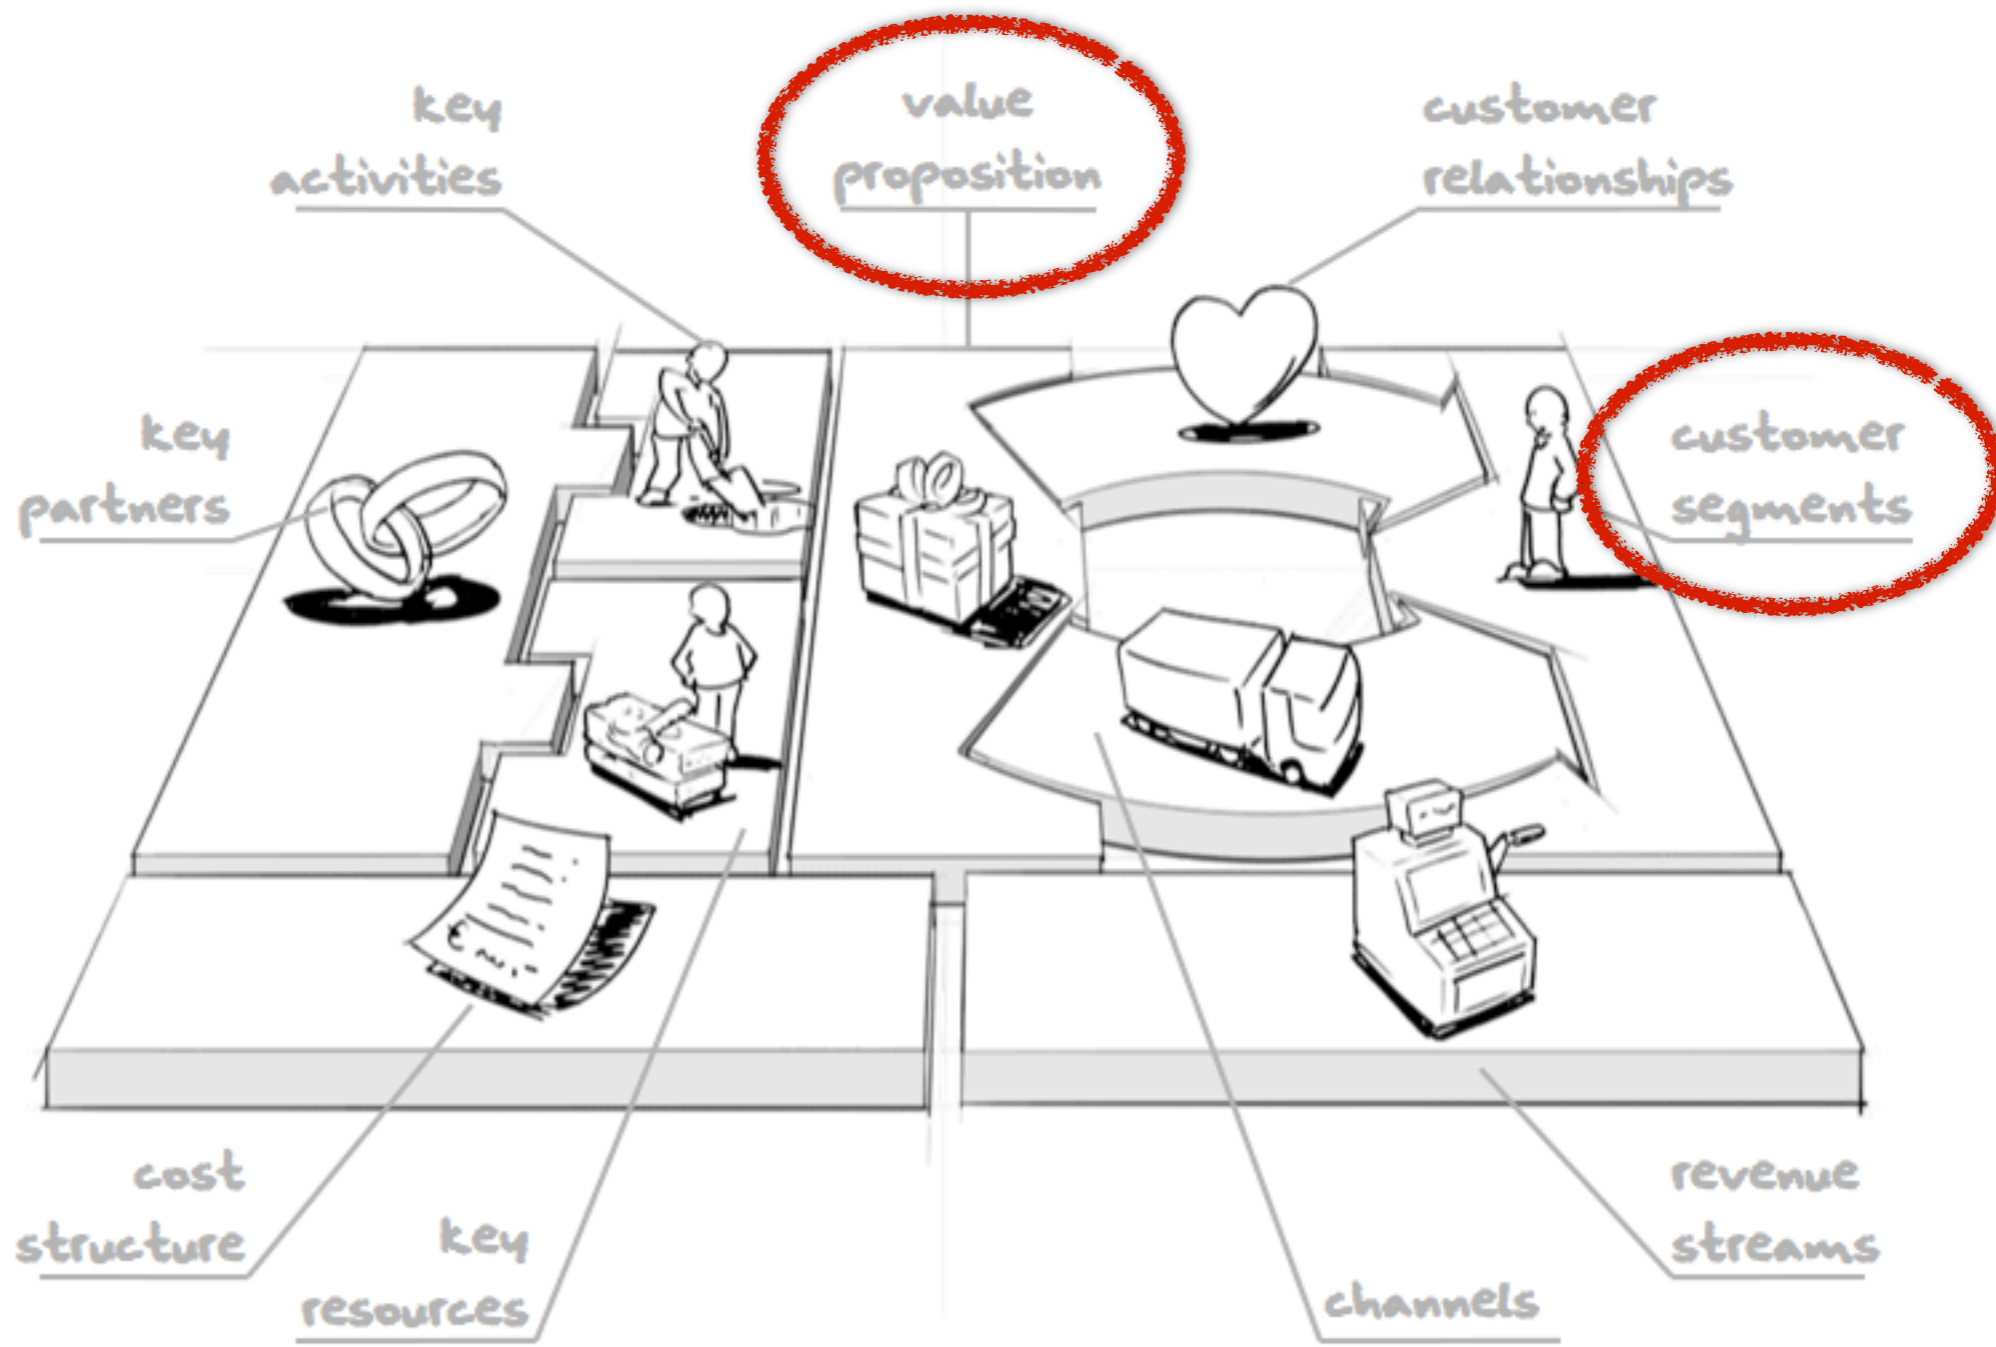 key
activities
value
proposition
customer
relationships
key
partners
customer
segments
cost
structure
key
resources
channels
revenue
streams